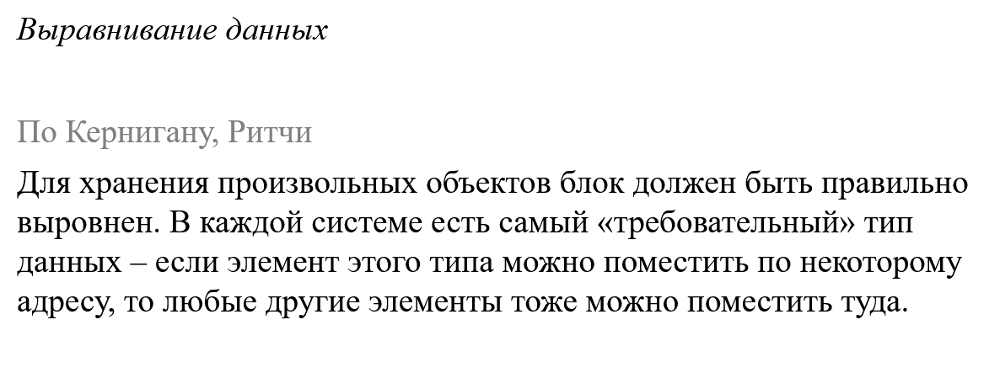 Выравнивание данных
По Кернигану, Ритчи
Для хранения произвольных объектов блок должен быть правильно
выровнен. В каждой системе есть самый «требовательный» тип
данных – если элемент этого типа можно поместить по некоторому
адресу, то любые другие элементы тоже можно поместить туда.